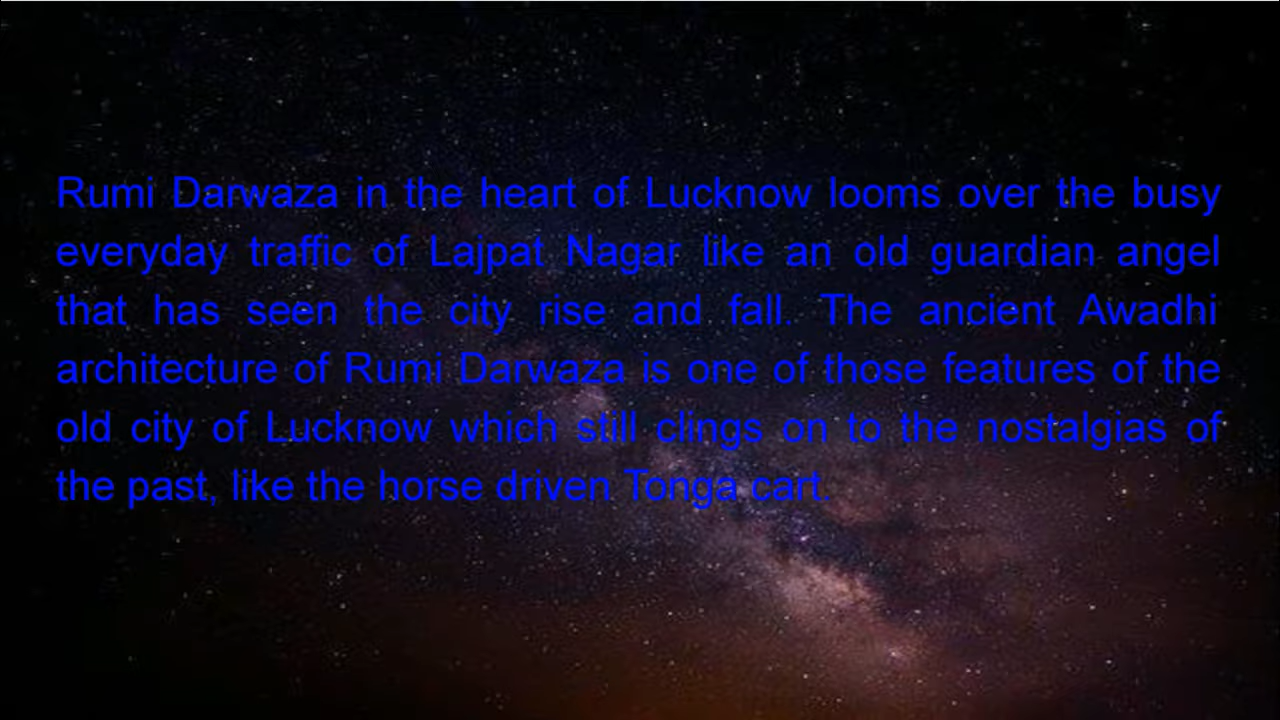 Rumi Darwaza in the heart of Lucknow looms over the busy
everyday traffic of Lajpat Nagar like an old guardian angel
that has seen the city rise and fall. The ancient Awadhi
architecture of Rumi Darwaza is one of those features of the
old city of Lucknow which still clings on to the nostalgias of
the past, like the horse driven Tonga cart.